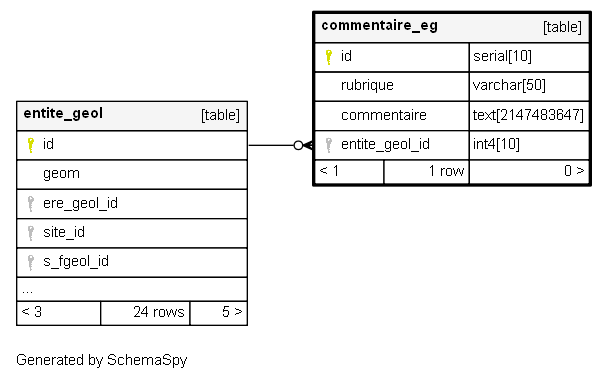 commentaire_eg [table]
id serial[10]
rubrique varchar[50]
commentaire text[2147483647]
entite_geol_id int4[10]
< 1 1 row 0 >
entite_geol [table]
id
geom
ere_geol_id
site_id
s_fgeol_id
...
< 3 24 rows 5 >
Generated by SchemaSpy